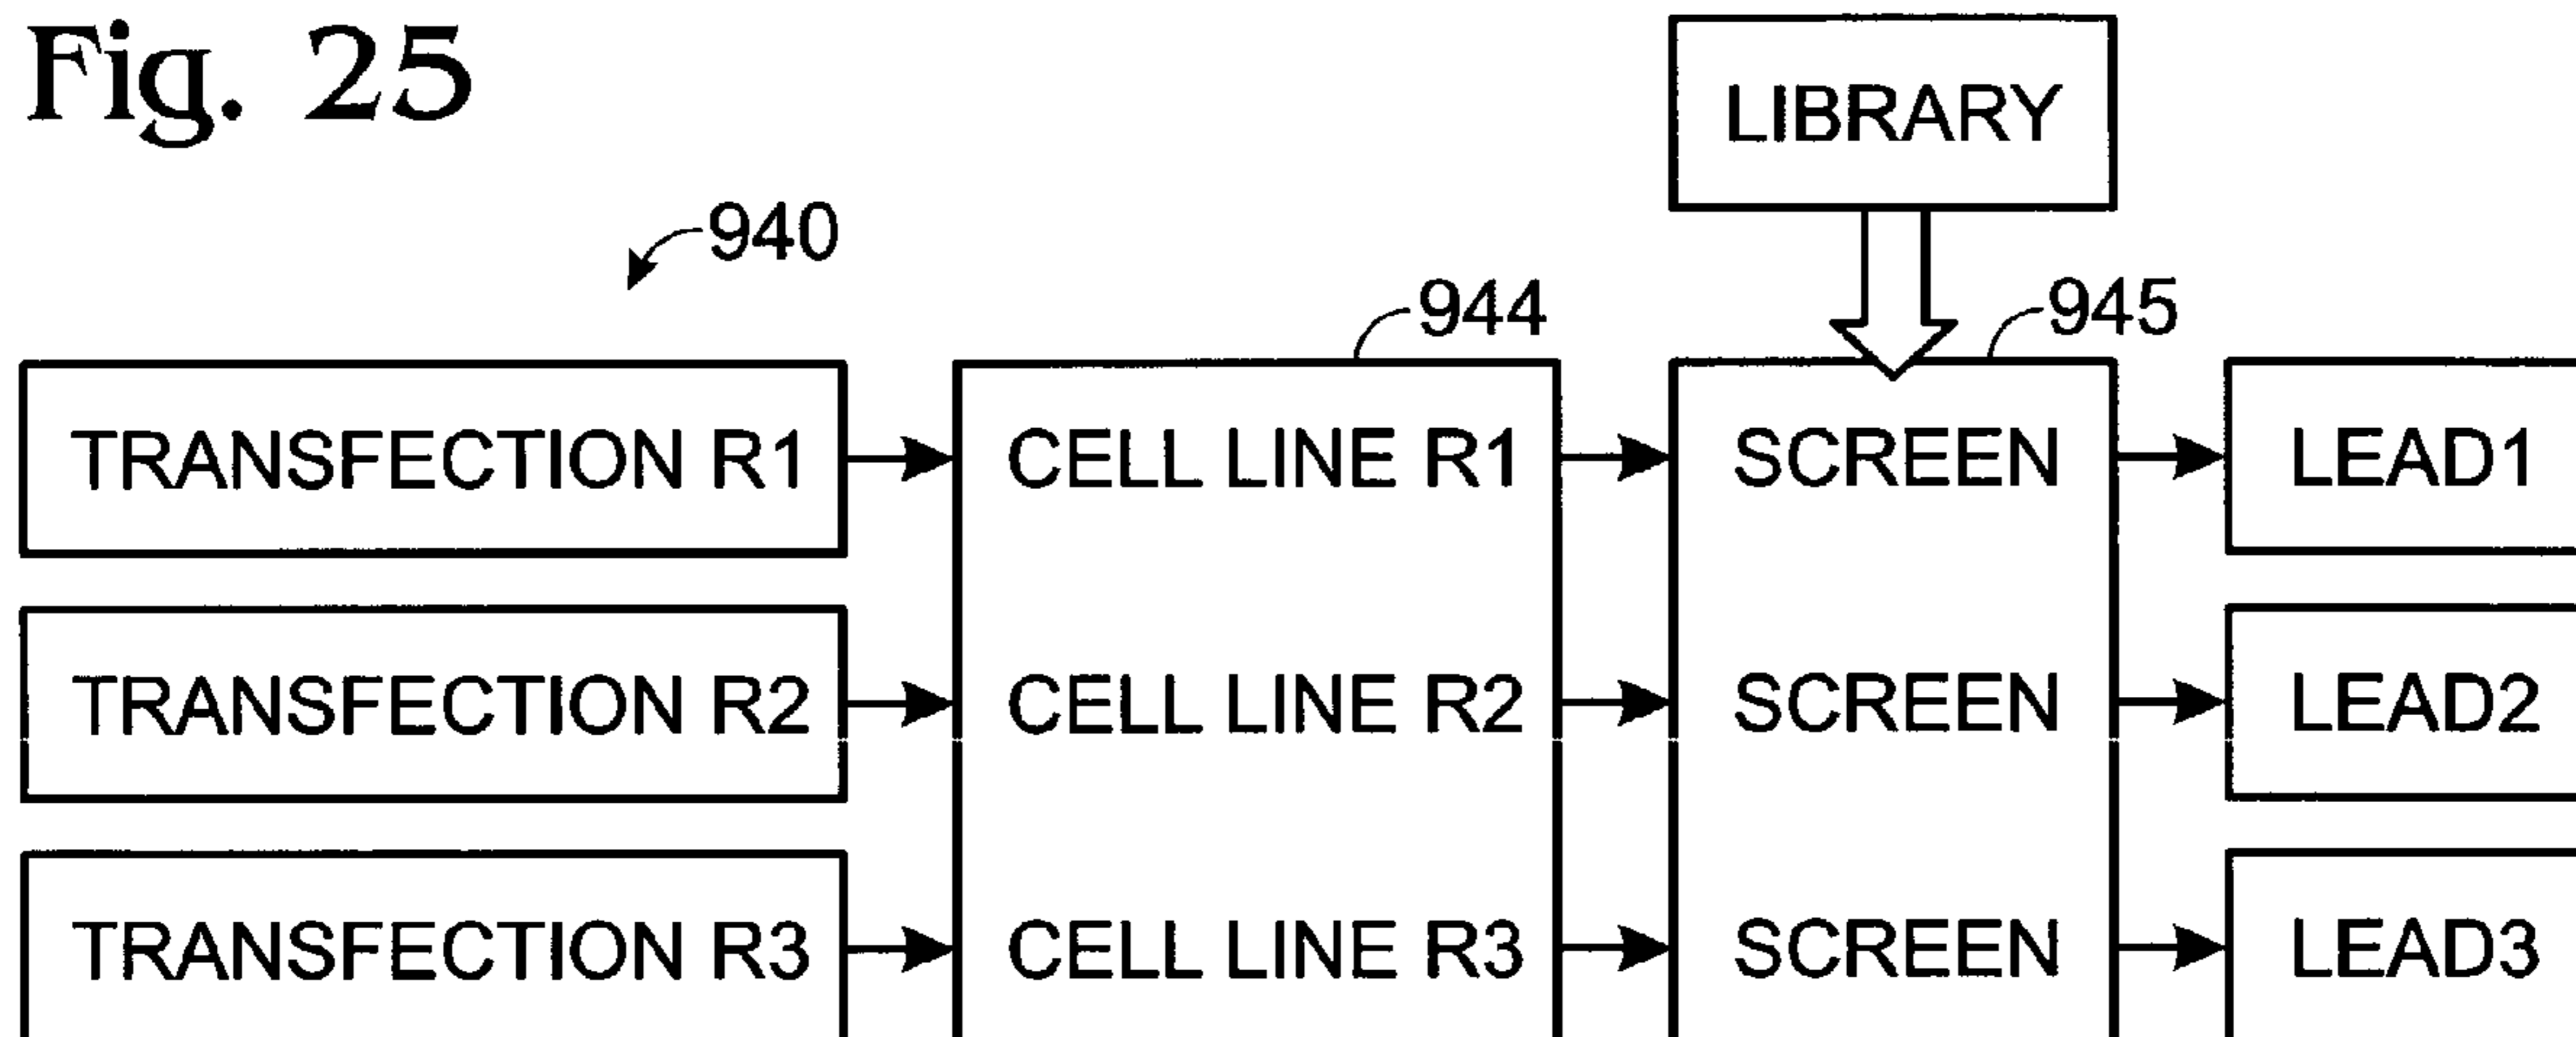 Fig. 25
LIBRARY
940
944
945
TRANSFECTION R1
CELL LINE R1
SCREEN
LEAD1
TRANSFECTION R2
CELL LINE R2
SCREEN
LEAD2
TRANSFECTION R3
CELL LINE R3
SCREEN
LEAD3